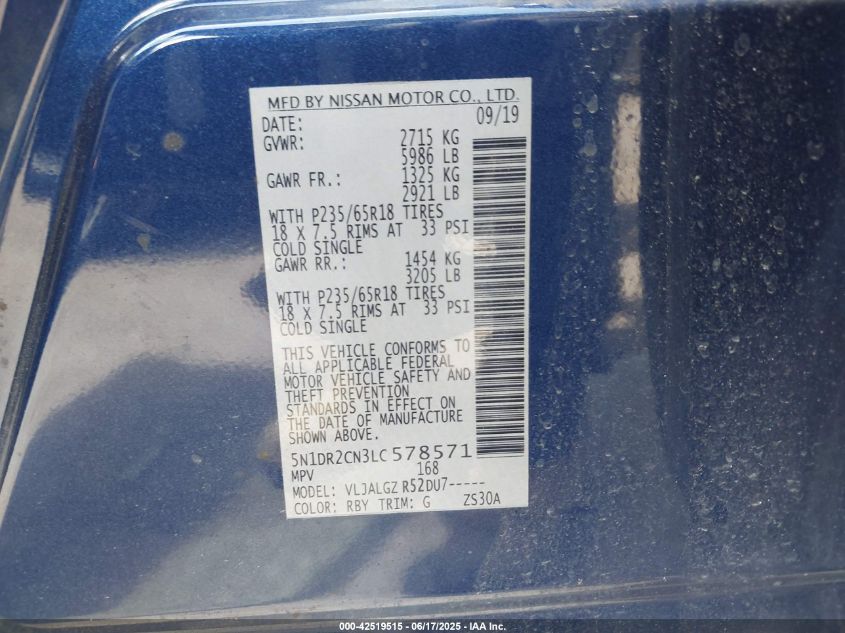 MFD BY NISSAN MOTOR CO., LTD.
DATE: 09/19
GVWR: 2715 KG
5986 LB
GAWR FR.: 1325 KG
2921 LB
WITH P235/65R18 TIRES
18 X 7.5 RIMS AT 33 PSI
COLD SINGLE
GAWR RR.: 1454 KG
3205 LB
WITH P235/65R18 TIRES
18 X 7.5 RIMS AT 33 PSI
COLD SINGLE
THIS VEHICLE CONFORMS TO
ALL APPLICABLE FEDERAL
MOTOR VEHICLE SAFETY AND
THEFT PREVENTION
STANDARDS IN EFFECT ON
THE DATE OF MANUFACTURE
SHOWN ABOVE.
5N1DR2CN3LC578571
MPV 168
MODEL: VLJALGZ R52DU7-----
COLOR: RBY TRIM: G ZS30A
000-42519515 - 06/17/2025 - IAA Inc.